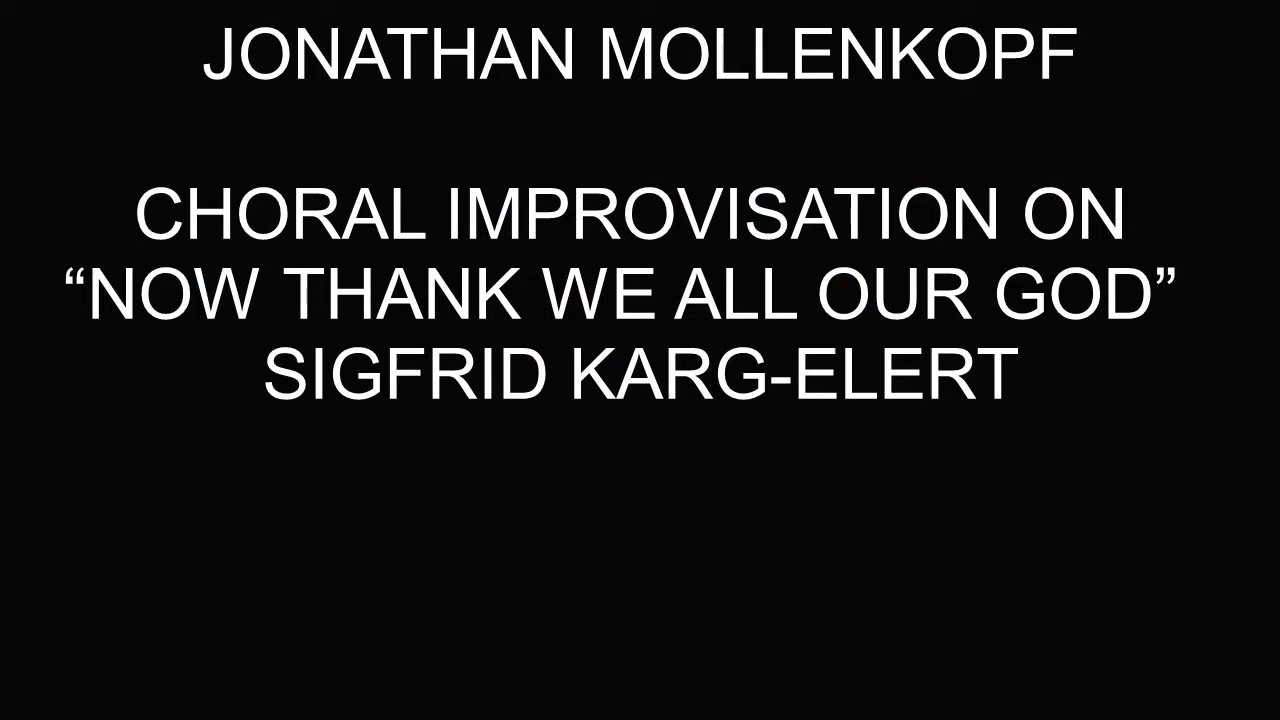 JONATHAN MOLLENKOPF
CHORAL IMPROVISATION ON
“NOW THANK WE ALL OUR GOD”
SIGFRID KARG-ELERT